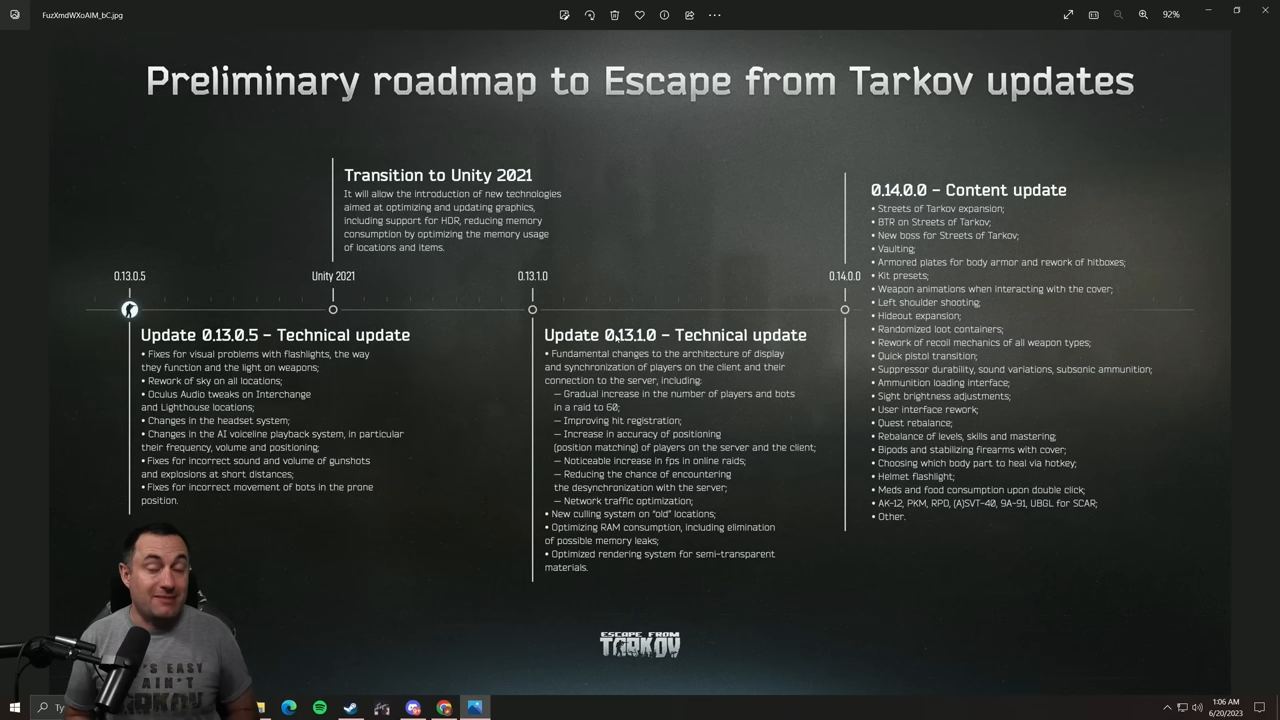 FuzXmdWXoAIM_bC.jpg
92%
Preliminary roadmap to Escape from Tarkov updates
Transition to Unity 2021
It will allow the introduction of new technologies
aimed at optimizing and updating graphics,
including support for HDR, reducing memory
consumption by optimizing the memory usage
of locations and items.
0.13.0.5
Unity 2021
0.13.1.0
0.14.0.0
Update 0.13.0.5 – Technical update
• Fixes for visual problems with flashlights, the way
they function and the light on weapons;
• Rework of sky on all locations;
• Oculus Audio tweaks on Interchange
and Lighthouse locations;
• Changes in the headset system;
• Changes in the AI voiceline playback system, in particular
their frequency, volume and positioning;
• Fixes for incorrect sound and volume of gunshots
and explosions at short distances;
• Fixes for incorrect movement of bots in the prone
position.
Update 0.13.1.0 – Technical update
• Fundamental changes to the architecture of display
and synchronization of players on the client and their
connection to the server, including:
— Gradual increase in the number of players and bots
in a raid to 60;
— Improving hit registration;
— Increase in accuracy of positioning
(position matching) of players on the server and the client;
— Noticeable increase in fps in online raids;
— Reducing the chance of encountering
the desynchronization with the server;
— Network traffic optimization;
• New culling system on "old" locations;
• Optimizing RAM consumption, including elimination
of possible memory leaks;
• Optimized rendering system for semi-transparent
materials.
0.14.0.0 – Content update
• Streets of Tarkov expansion;
• BTR on Streets of Tarkov;
• New boss for Streets of Tarkov;
• Vaulting;
• Armored plates for body armor and rework of hitboxes;
• Kit presets;
• Weapon animations when interacting with the cover;
• Left shoulder shooting;
• Hideout expansion;
• Randomized loot containers;
• Rework of recoil mechanics of all weapon types;
• Quick pistol transition;
• Suppressor durability, sound variations, subsonic ammunition;
• Ammunition loading interface;
• Sight brightness adjustments;
• User interface rework;
• Quest rebalance;
• Rebalance of levels, skills and mastering;
• Bipods and stabilizing firearms with cover;
• Choosing which body part to heal via hotkey;
• Helmet flashlight;
• Meds and food consumption upon double click;
• AK-12, PKM, RPD, (A)SVT-40, 9A-91, UBGL for SCAR;
• Other.
ESCAPE FROM
TARKOV
EASY
AIN'T
TARKOV
Ty
1:06 AM
6/20/2023